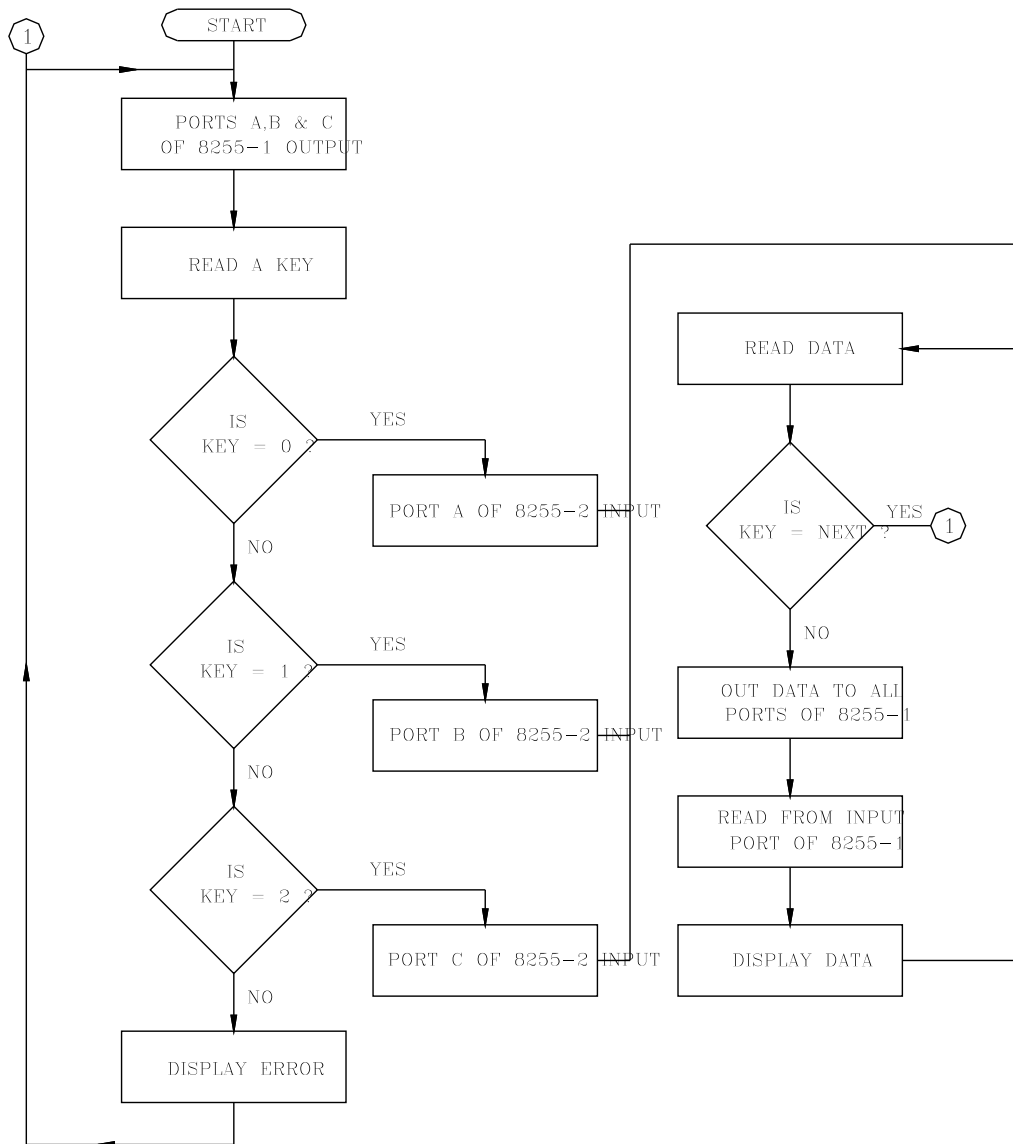 1
START
PORTS A,B & C
OF 8255-1 OUTPUT
READ A KEY
IS
KEY = 0 ?
YES
PORT A OF 8255-2 INPUT
NO
IS
KEY = 1 ?
YES
PORT B OF 8255-2 INPUT
NO
IS
KEY = 2 ?
YES
PORT C OF 8255-2 INPUT
NO
DISPLAY ERROR
READ DATA
IS
KEY = NEXT ?
YES
1
NO
OUT DATA TO ALL
PORTS OF 8255-1
READ FROM INPUT
PORT OF 8255-1
DISPLAY DATA